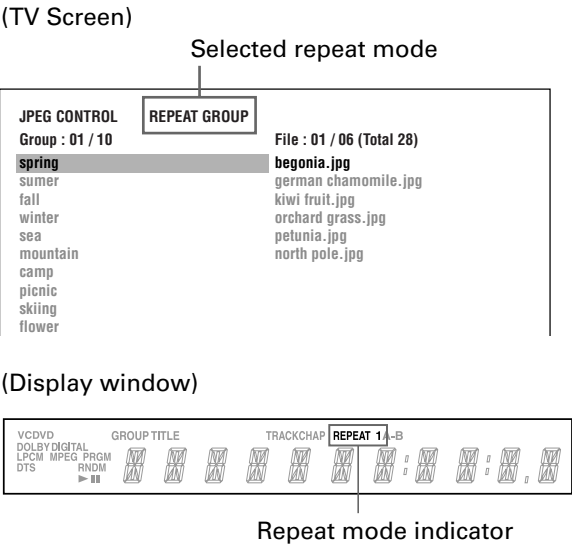 (TV Screen)
Selected repeat mode
JPEG CONTROL REPEAT GROUP
Group : 01 / 10 File : 01 / 06 (Total 28)
spring begonia.jpg
sumer german chamomile.jpg
fall kiwi fruit.jpg
winter orchard grass.jpg
sea petunia.jpg
mountain north pole.jpg
camp
picnic
skiing
flower
(Display window)
VCDVD GROUP TITLE TRACKCHAP REPEAT 1 A-B
DOLBY DIGITAL
LPCM MPEG PRGM
DTS RNDM
Repeat mode indicator